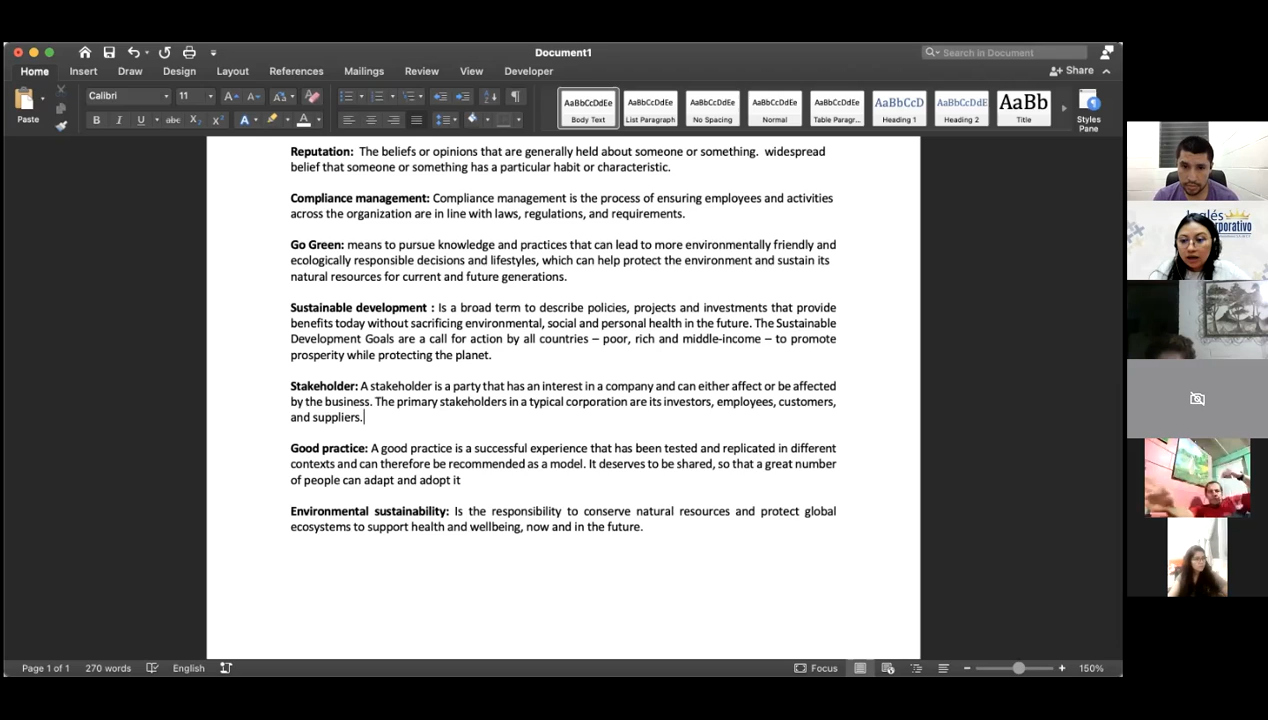 Document1
Search in Document
Home Insert Draw Design Layout References Mailings Review View Developer
Share
Paste
Calibri 11
B I U abc X2 X2 A A
AaBbCcDdEe AaBbCcDdEe AaBbCcDdEe AaBbCcDdEe AaBbCcDdEe AaBbCcD AaBbCcDdE AaBb
Body Text List Paragraph No Spacing Normal Table Paragr... Heading 1 Heading 2 Title
Styles
Pane
Reputation: The beliefs or opinions that are generally held about someone or something. widespread
belief that someone or something has a particular habit or characteristic.
Compliance management: Compliance management is the process of ensuring employees and activities
across the organization are in line with laws, regulations, and requirements.
Go Green: means to pursue knowledge and practices that can lead to more environmentally friendly and
ecologically responsible decisions and lifestyles, which can help protect the environment and sustain its
natural resources for current and future generations.
Sustainable development : Is a broad term to describe policies, projects and investments that provide
benefits today without sacrificing environmental, social and personal health in the future. The Sustainable
Development Goals are a call for action by all countries – poor, rich and middle-income – to promote
prosperity while protecting the planet.
Stakeholder: A stakeholder is a party that has an interest in a company and can either affect or be affected
by the business. The primary stakeholders in a typical corporation are its investors, employees, customers,
and suppliers.
Good practice: A good practice is a successful experience that has been tested and replicated in different
contexts and can therefore be recommended as a model. It deserves to be shared, so that a great number
of people can adapt and adopt it
Environmental sustainability: Is the responsibility to conserve natural resources and protect global
ecosystems to support health and wellbeing, now and in the future.
Page 1 of 1 270 words English Focus 150%
Inglés